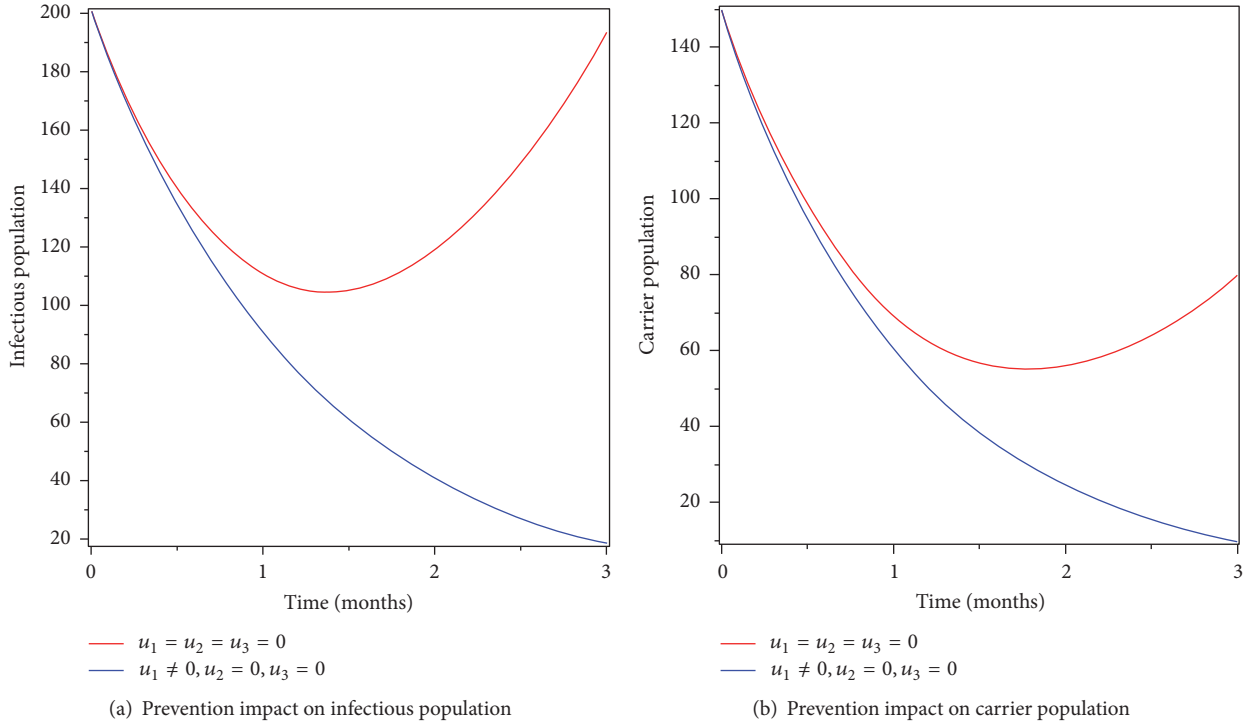 200
180
160
140
120
100
80
60
40
20
Infectious population
0
1
2
3
Time (months)
u₁ = u₂ = u₃ = 0
u₁ ≠ 0, u₂ = 0, u₃ = 0
(a) Prevention impact on infectious population
140
120
100
80
60
40
20
Carrier population
0
1
2
3
Time (months)
u₁ = u₂ = u₃ = 0
u₁ ≠ 0, u₂ = 0, u₃ = 0
(b) Prevention impact on carrier population